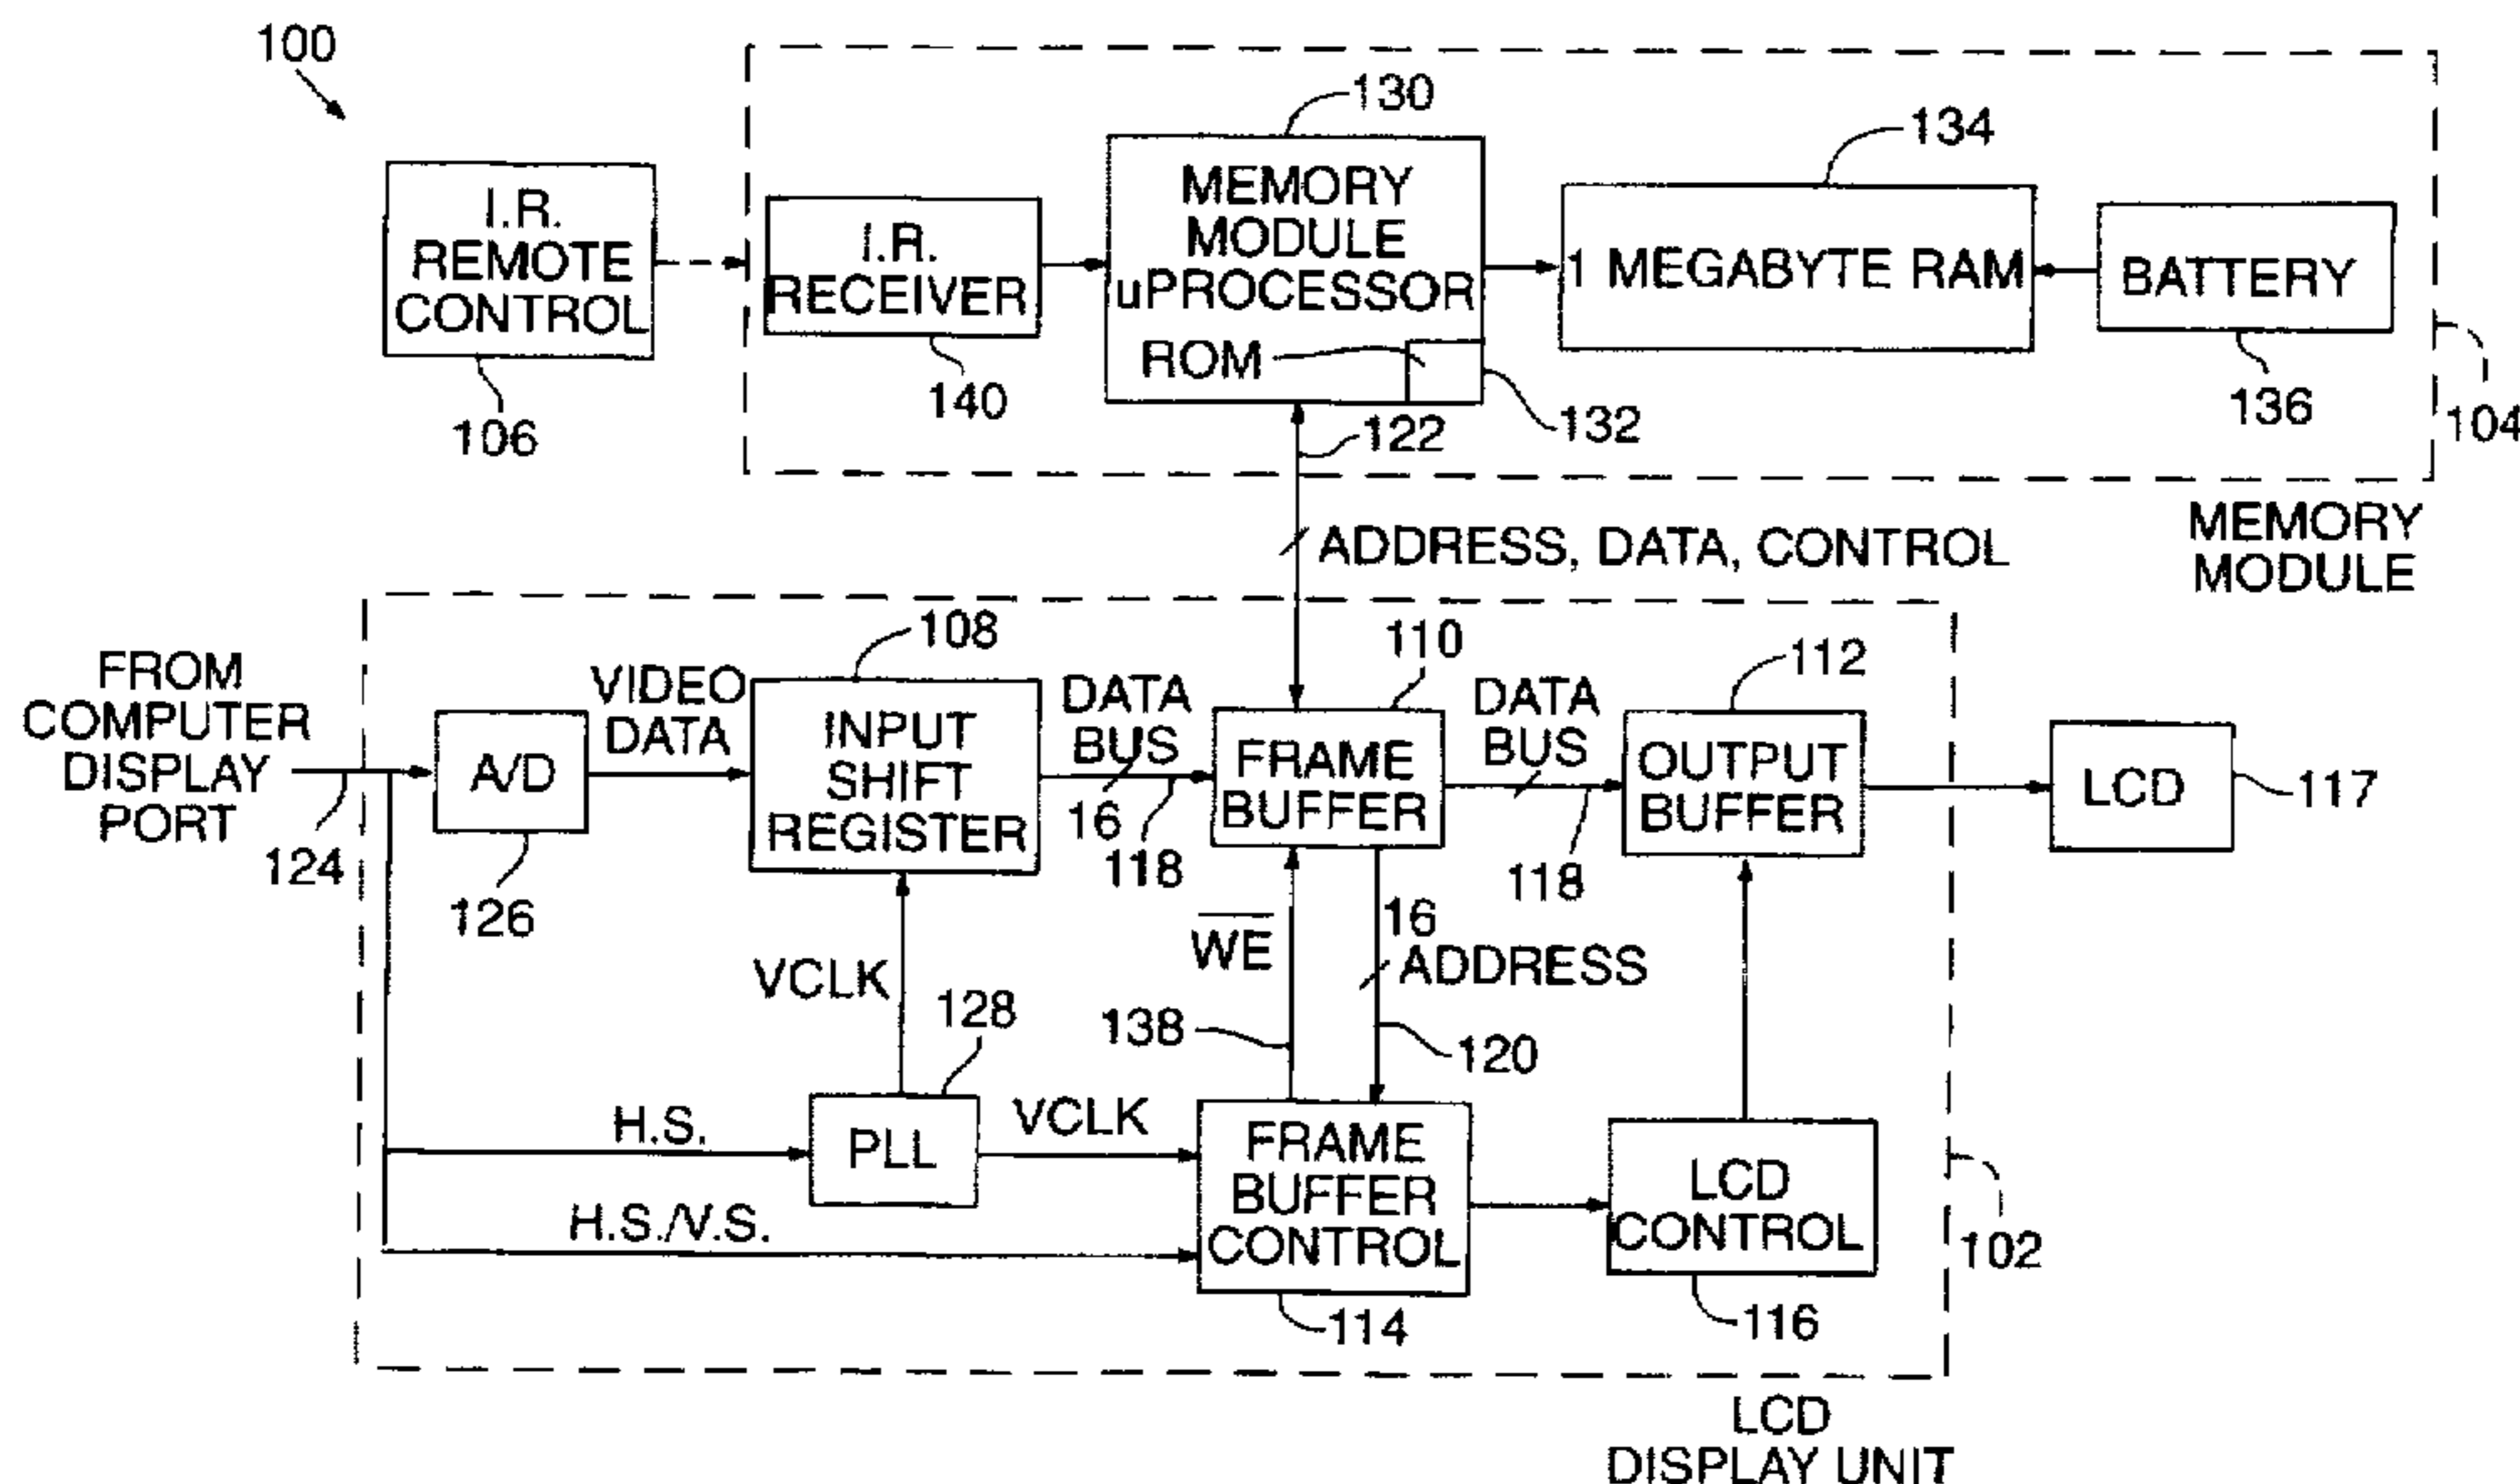 100
130
134
I.R.
REMOTE
CONTROL
106
I.R.
RECEIVER
140
MEMORY
MODULE
uPROCESSOR
ROM
132
122
1 MEGABYTE RAM
BATTERY
136
104
MEMORY
MODULE
ADDRESS, DATA, CONTROL
FROM
COMPUTER
DISPLAY
PORT
124
A/D
126
VIDEO
DATA
108
INPUT
SHIFT
REGISTER
DATA
BUS
16
118
110
FRAME
BUFFER
DATA
BUS
118
112
OUTPUT
BUFFER
LCD
117
VCLK
WE
138
16
ADDRESS
120
128
H.S.
PLL
VCLK
H.S./V.S.
FRAME
BUFFER
CONTROL
114
LCD
CONTROL
116
102
LCD
DISPLAY UNIT